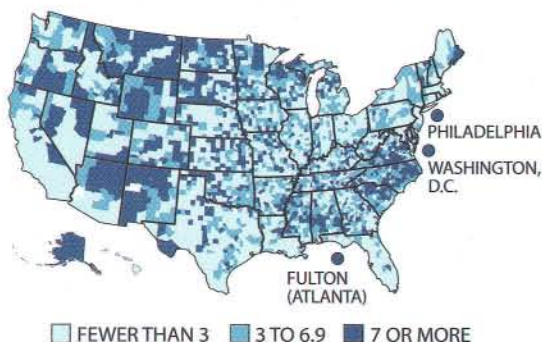 PHILADELPHIA
WASHINGTON,
D.C.
FULTON
(ATLANTA)
FEWER THAN 3 3 TO 6.9 7 OR MORE